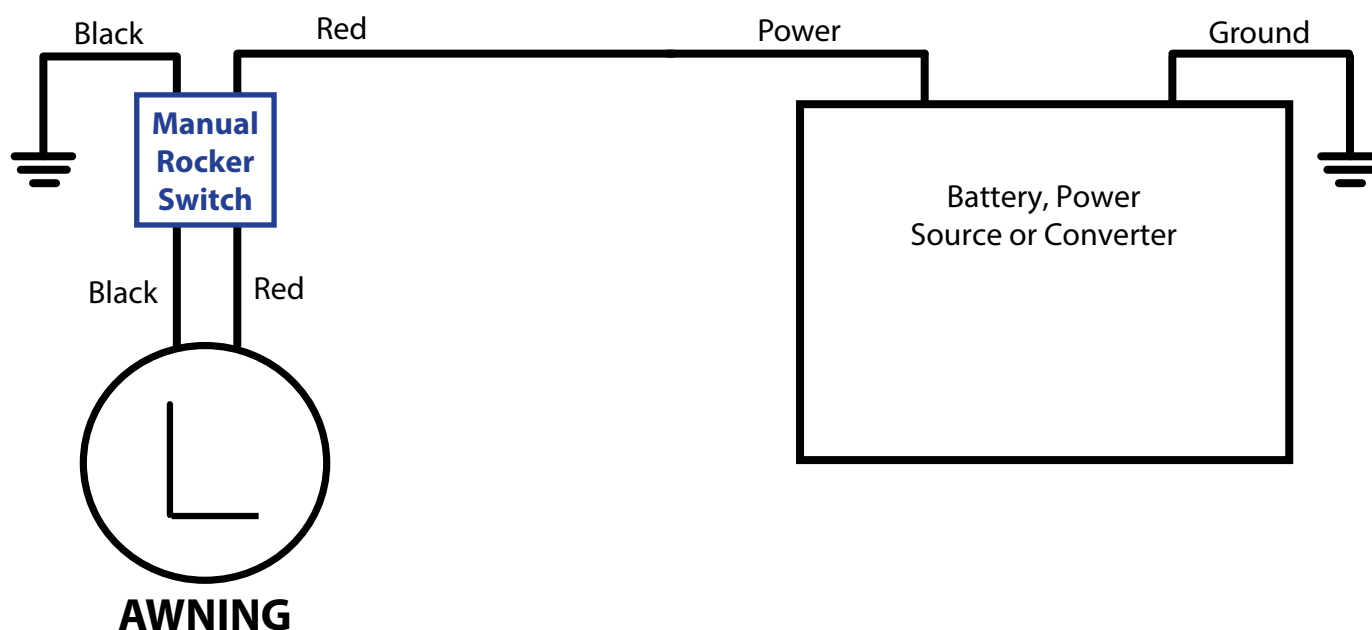 Black
Red
Power
Ground
Manual
Rocker
Switch
Battery, Power
Source or Converter
Black
Red
AWNING